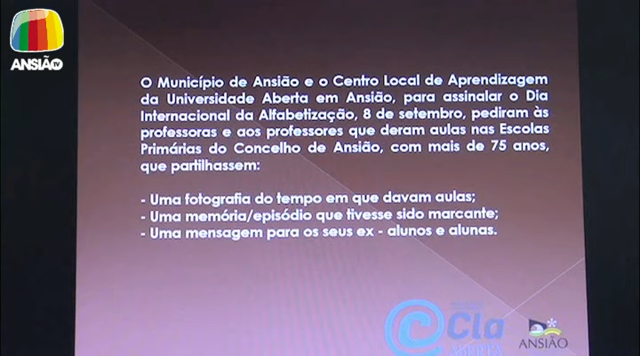 ANSIÃO TV
O Município de Ansião e o Centro Local de Aprendizagem
da Universidade Aberta em Ansião, para assinalar o Dia
Internacional da Alfabetização, 8 de setembro, pediram às
professoras e aos professores que deram aulas nas Escolas
Primárias do Concelho de Ansião, com mais de 75 anos,
que partilhassem:
- Uma fotografia do tempo em que davam aulas;
- Uma memória/episódio que tivesse sido marcante;
- Uma mensagem para os seus ex - alunos e alunas.
Cla
ANSIÃO